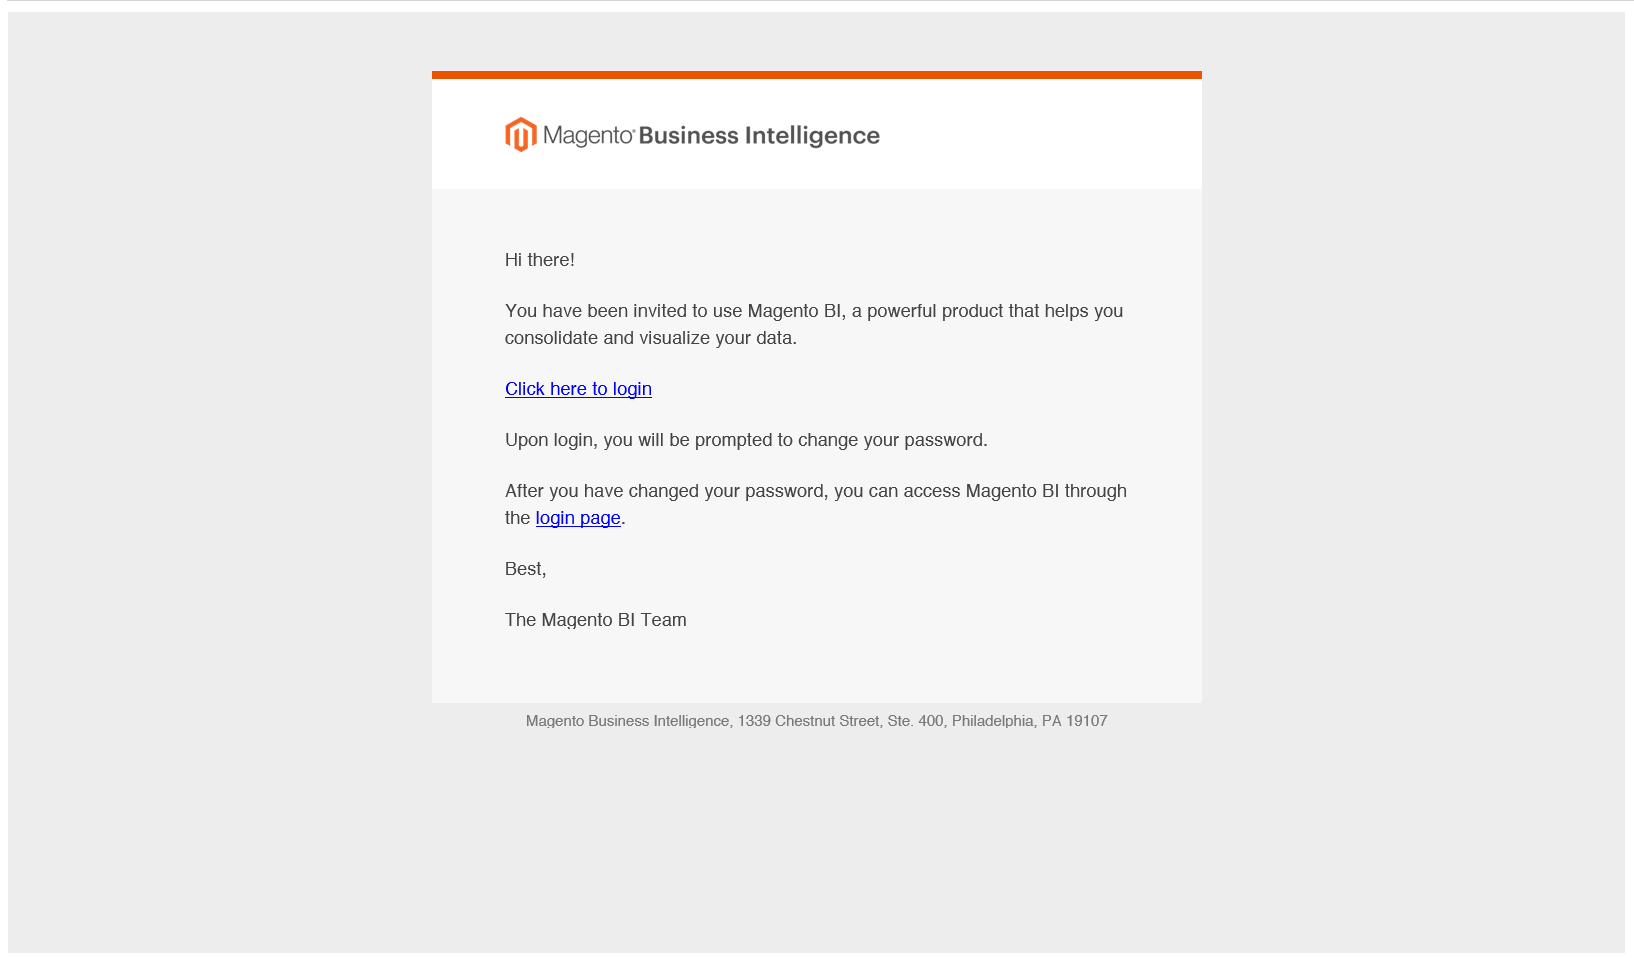 Magento® Business Intelligence
Hi there!
You have been invited to use Magento BI, a powerful product that helps you
consolidate and visualize your data.
Click here to login
Upon login, you will be prompted to change your password.
After you have changed your password, you can access Magento BI through
the login page.
Best,
The Magento BI Team
Magento Business Intelligence, 1339 Chestnut Street, Ste. 400, Philadelphia, PA 19107